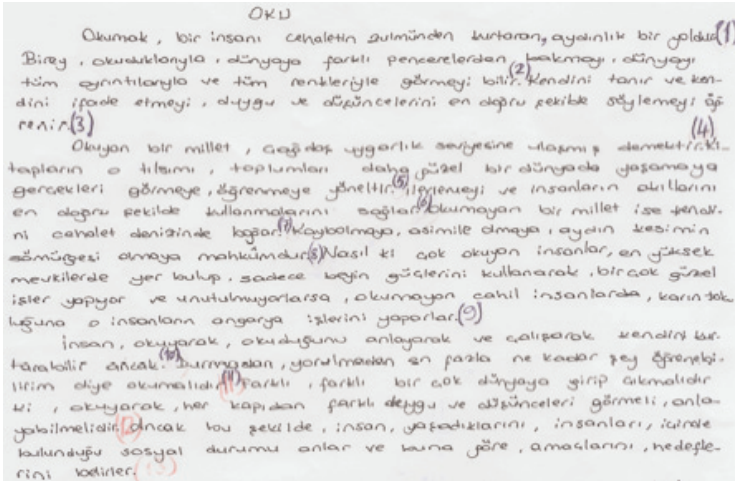 OKU
Okumak, bir insanı cehaletin zulmünden kurtaran, aydınlık bir yoldur.(1)
Birey, okuduklarıyla, dünyaya farklı pencerelerden bakmayı, dünyayı
tüm ayrıntılarıyla ve tüm renkleriyle görmeyi bilir.(2) Kendini tanır ve ken-
dini ifade etmeyi, duygu ve düşüncelerini en doğru şekilde söylemeyi öğ
renir.(3) (4)
Okuyan bir millet, çağdaş uygarlık seviyesine ulaşmış demektir. Ki-
tapların o tılsımı, toplumları daha güzel bir dünyada yaşamaya
gerçekleri görmeye, öğrenmeye yöneltir.(5) İlerlemeyi ve insanların akıllarını
en doğru şekilde kullanmalarını sağlar.(6) Okumayan bir millet ise kendi-
ni cehalet denizinde boğar.(7) Kaybolmaya, asimile olmaya, aydın kesimin
sömürgesi olmaya mahkûmdur.(8) Nasıl ki çok okuyan insanlar, en yüksek
mevkilerde yer bulup, sadece beyin güçlerini kullanarak, birçok güzel
işler yapıyor ve unutulmuyorlarsa, okumayan cahil insanlarda, karın tok
luğuna o insanların angarya işlerini yaparlar.(9)
İnsan, okuyarak, okuduğunu anlayarak ve çalışarak kendini kur-
tarabilir ancak.(10) Durmadan, yorulmadan en fazla ne kadar şey öğrenebi-
lirim diye okumalıdır.(11) Farklı, farklı bir çok dünyaya girip çıkmalıdır
ki, okuyarak, her kapıdan farklı duygu ve düşünceleri görmeli, anla-
yabilmelidir.(12) Ancak bu şekilde, insan, yaşadıklarını, insanları, içinde
bulunduğu sosyal durumu anlar ve buna göre, amaçlarını, hedefle-
rini belirler.(13)